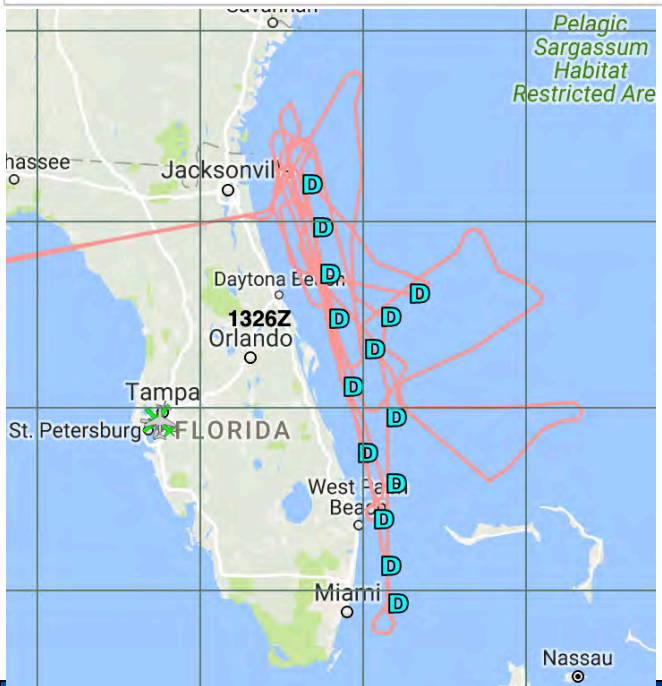 Savannah
Pelagic
Sargassum
Habitat
Restricted Are
hassee
Jacksonvil
D
D
D
Daytona Beach
D
1326Z
D
D
Orlando
D
D
Tampa
D
St. Petersburg
FLORIDA
D
West Palm
D
Beach
D
D
Miami
D
Nassau